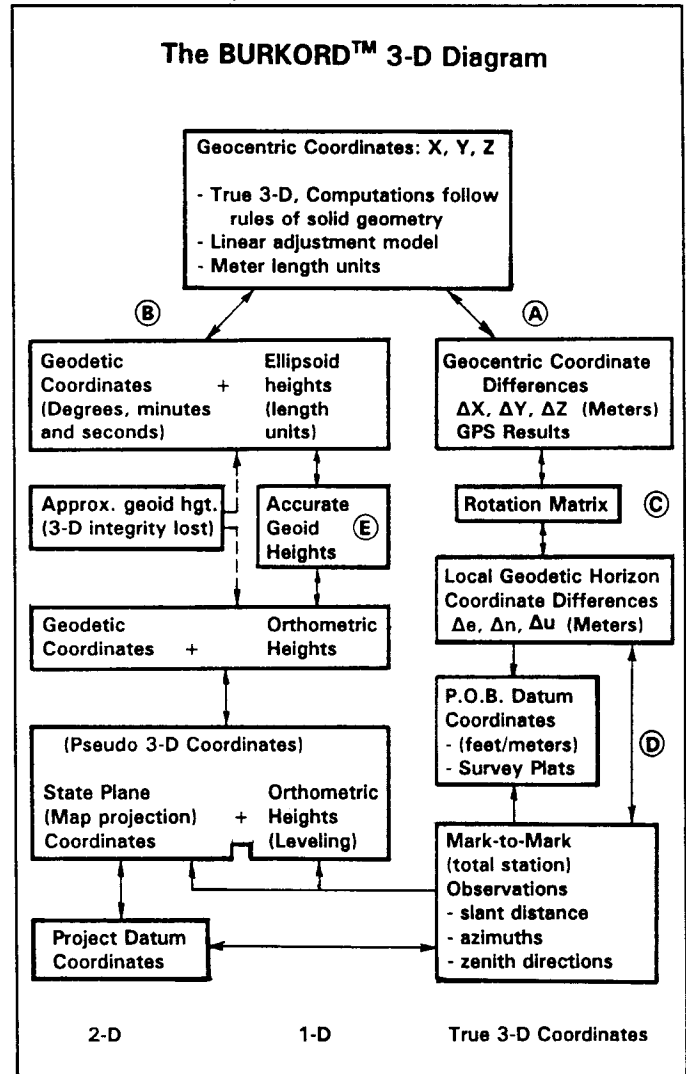 The BURKORD™ 3-D Diagram
Geocentric Coordinates: X, Y, Z
- True 3-D, Computations follow
rules of solid geometry
- Linear adjustment model
- Meter length units
B
A
Geodetic
Coordinates
(Degrees, minutes
and seconds)
+
Ellipsoid
heights
(length
units)
Geocentric Coordinate
Differences
ΔX, ΔY, ΔZ (Meters)
GPS Results
Approx. geoid hgt.
(3-D integrity lost)
Accurate
Geoid
Heights
E
Rotation Matrix
C
Local Geodetic Horizon
Coordinate Differences
Δe, Δn, Δu (Meters)
Geodetic
Coordinates
+
Orthometric
Heights
P.O.B. Datum
Coordinates
- (feet/meters)
- Survey Plats
D
(Pseudo 3-D Coordinates)
State Plane
(Map projection)
Coordinates
+
Orthometric
Heights
(Leveling)
Mark-to-Mark
(total station)
Observations
- slant distance
- azimuths
- zenith directions
Project Datum
Coordinates
2-D
1-D
True 3-D Coordinates